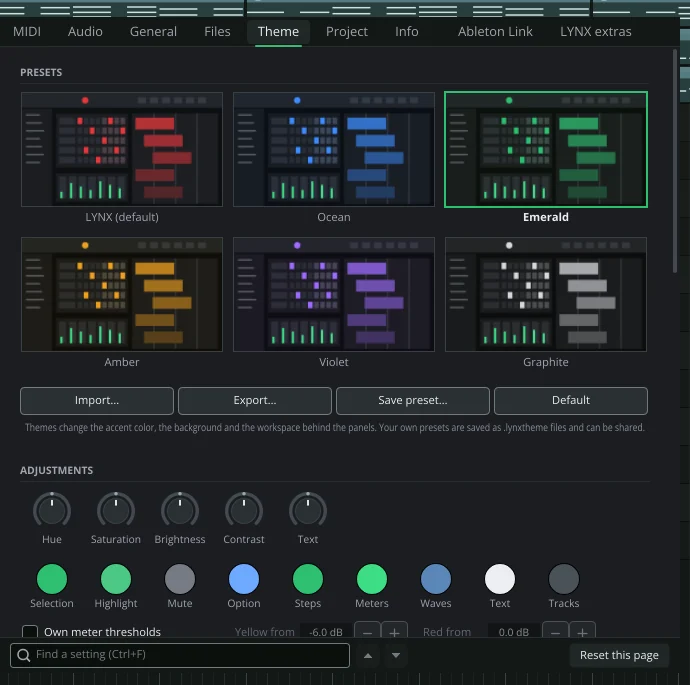 MIDI Audio General Files Theme Project Info Ableton Link LYNX extras
PRESETS
LYNX (default) Ocean Emerald
Amber Violet Graphite
Import... Export... Save preset... Default
Themes change the accent color, the background and the workspace behind the panels. Your own presets are saved as .lynxtheme files and can be shared.
ADJUSTMENTS
Hue Saturation Brightness Contrast Text
Selection Highlight Mute Option Steps Meters Waves Text Tracks
Own meter thresholds Yellow from -6.0 dB − + Red from 0.0 dB − +
Find a setting (Ctrl+F) Reset this page